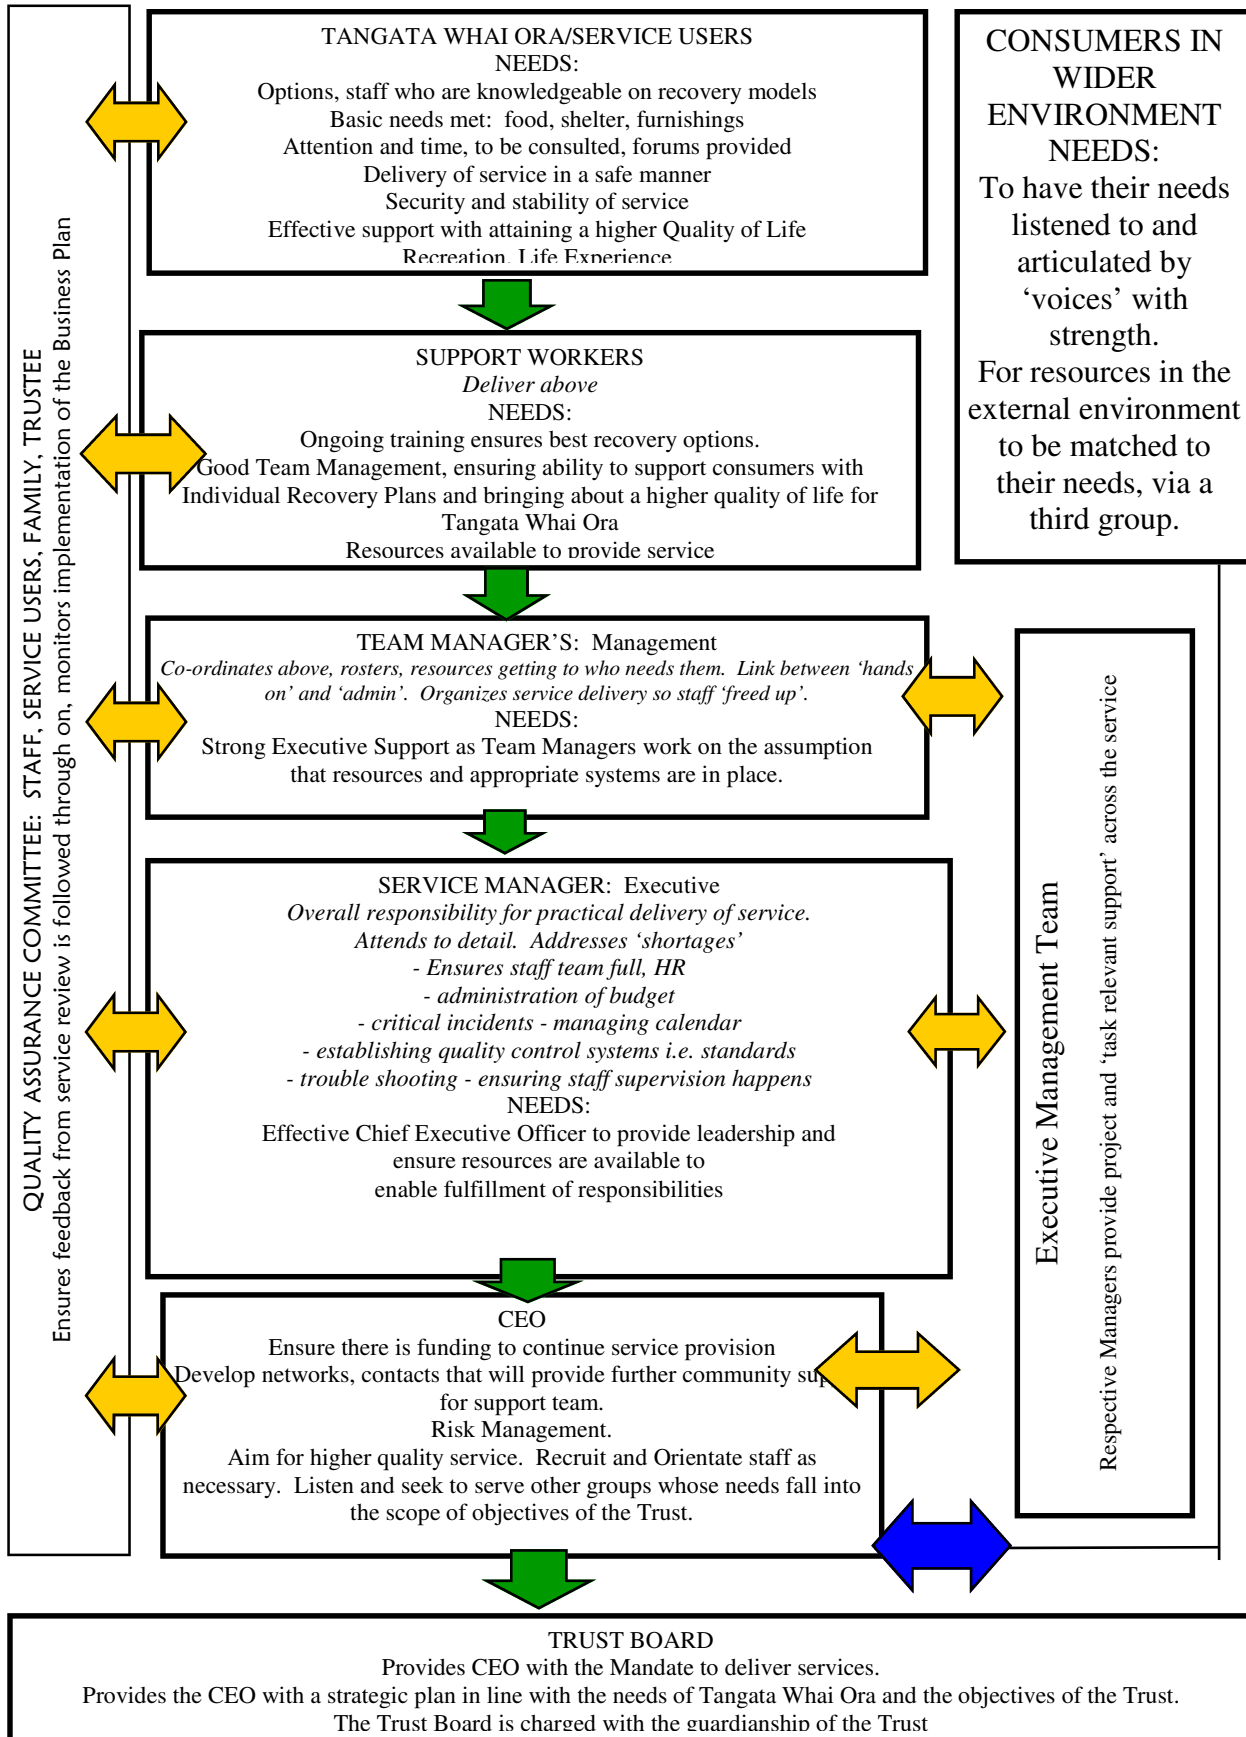 TANGATA WHAI ORA/SERVICE USERS
NEEDS:
Options, staff who are knowledgeable on recovery models
Basic needs met:  food, shelter, furnishings
Attention and time, to be consulted, forums provided
Delivery of service in a safe manner
Security and stability of service
Effective support with attaining a higher Quality of Life
Recreation, Life Experience
CONSUMERS IN
WIDER
ENVIRONMENT
NEEDS:
To have their needs
listened to and
articulated by
‘voices’ with
strength.
For resources in the
external environment
to be matched to
their needs, via a
third group.
QUALITY ASSURANCE COMMITTEE:  STAFF, SERVICE USERS, FAMILY, TRUSTEE
Ensures feedback from service review is followed through on, monitors implementation of the Business Plan
SUPPORT WORKERS
Deliver above
NEEDS:
Ongoing training ensures best recovery options.
Good Team Management, ensuring ability to support consumers with
Individual Recovery Plans and bringing about a higher quality of life for
Tangata Whai Ora
Resources available to provide service
TEAM MANAGER’S:  Management
Co-ordinates above, rosters, resources getting to who needs them.  Link between ‘hands
on’ and ‘admin’.  Organizes service delivery so staff ‘freed up’.
NEEDS:
Strong Executive Support as Team Managers work on the assumption
that resources and appropriate systems are in place.
Executive Management Team
Respective Managers provide project and ‘task relevant support’ across the service
SERVICE MANAGER:  Executive
Overall responsibility for practical delivery of service.
Attends to detail.  Addresses ‘shortages’
- Ensures staff team full, HR
- administration of budget
- critical incidents - managing calendar
- establishing quality control systems i.e. standards
- trouble shooting - ensuring staff supervision happens
NEEDS:
Effective Chief Executive Officer to provide leadership and
ensure resources are available to
enable fulfillment of responsibilities
CEO
Ensure there is funding to continue service provision
Develop networks, contacts that will provide further community sup
for support team.
Risk Management.
Aim for higher quality service.  Recruit and Orientate staff as
necessary.  Listen and seek to serve other groups whose needs fall into
the scope of objectives of the Trust.
TRUST BOARD
Provides CEO with the Mandate to deliver services.
Provides the CEO with a strategic plan in line with the needs of Tangata Whai Ora and the objectives of the Trust.
The Trust Board is charged with the guardianship of the Trust